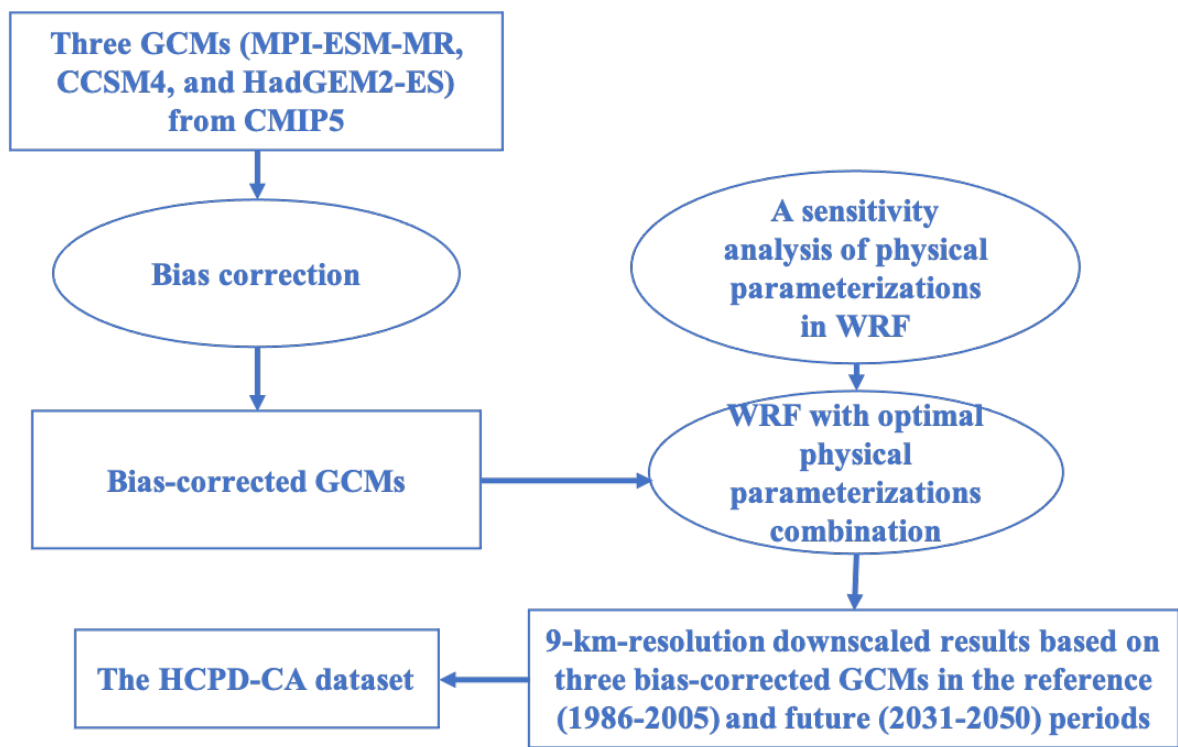 Three GCMs (MPI-ESM-MR,
CCSM4, and HadGEM2-ES)
from CMIP5
Bias correction
A sensitivity
analysis of physical
parameterizations
in WRF
Bias-corrected GCMs
WRF with optimal
physical
parameterizations
combination
9-km-resolution downscaled results based on
three bias-corrected GCMs in the reference
(1986-2005) and future (2031-2050) periods
The HCPD-CA dataset